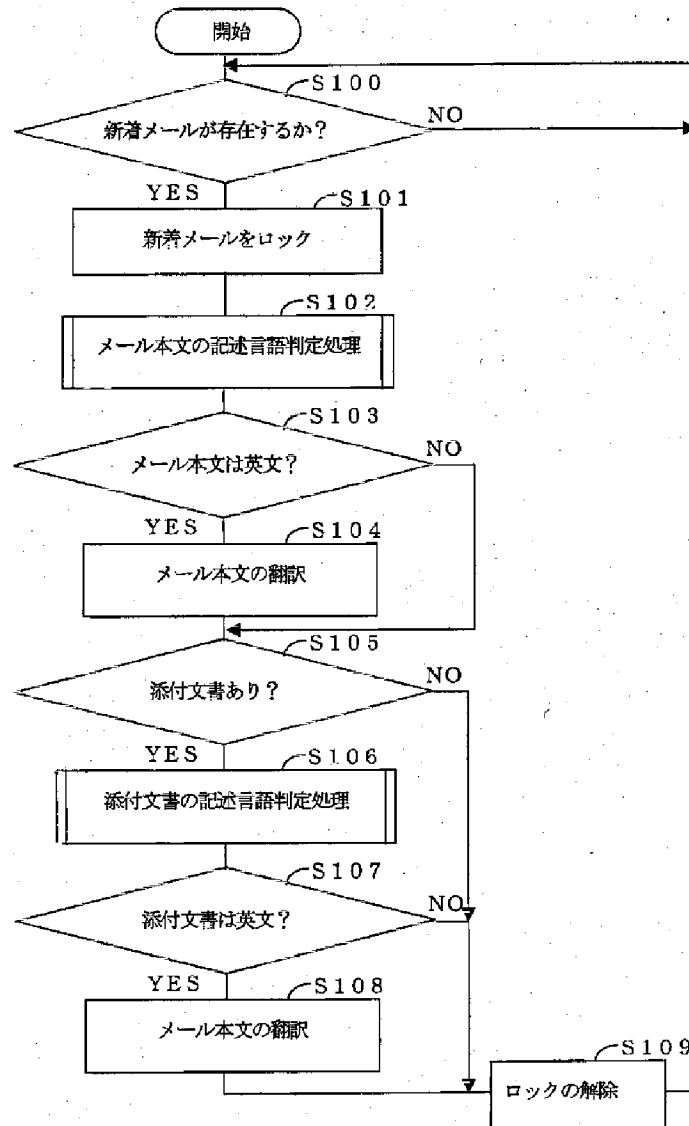 開始
S100
新着メールが存在するか?
NO
YES
S101
新着メールをロック
S102
メール本文の記述言語判定処理
S103
メール本文は英文?
NO
YES
S104
メール本文の翻訳
S105
添付文書あり?
NO
YES
S106
添付文書の記述言語判定処理
S107
添付文書は英文?
NO
YES
S108
メール本文の翻訳
S109
ロックの解除